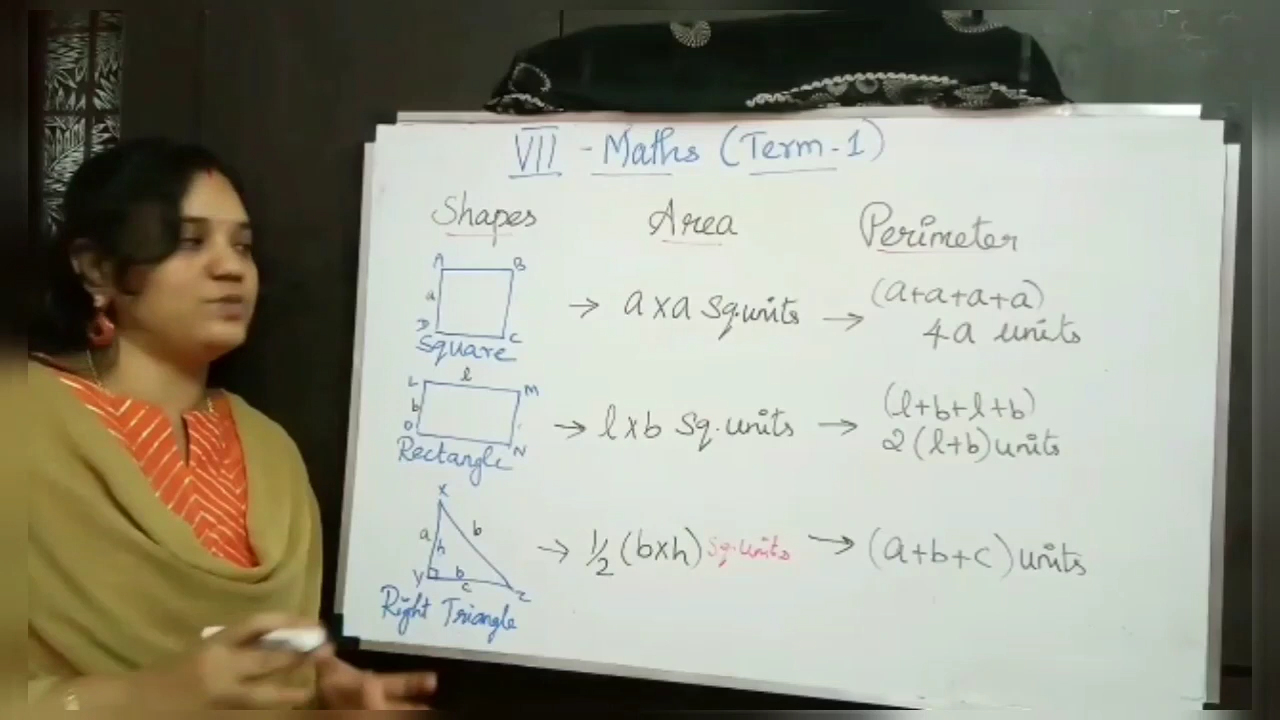 VII - Maths (Term-1)
Shapes Area Perimeter
A B
a
D C
Square
→ a x a Sq.units → (a+a+a+a)
4a units
l
L M
b
O N
Rectangle
→ l x b Sq. units → (l+b+l+b)
2(l+b) units
X
a b
h
Y b Z
c
Right Triangle
→ 1/2 (b x h) Sq.units → (a+b+c) units